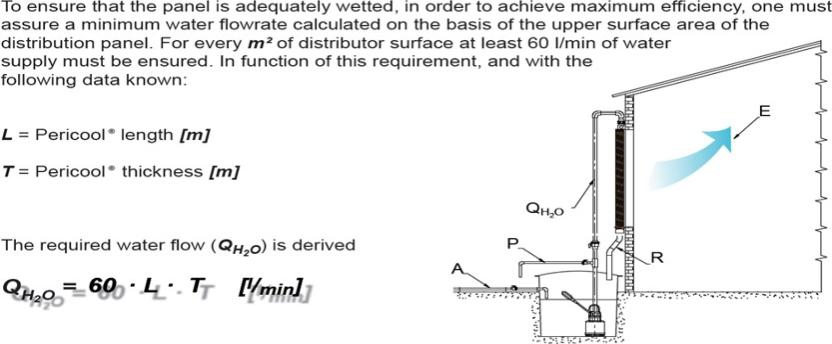 To ensure that the panel is adequately wetted, in order to achieve maximum efficiency, one must
assure a minimum water flowrate calculated on the basis of the upper surface area of the
distribution panel. For every m² of distributor surface at least 60 l/min of water
supply must be ensured. In function of this requirement, and with the
following data known:
L = Pericool® length [m]
T = Pericool® thickness [m]
The required water flow (QH₂O) is derived
QH₂O = 60 · L · T [l/min]
E
QH₂O
P
R
A